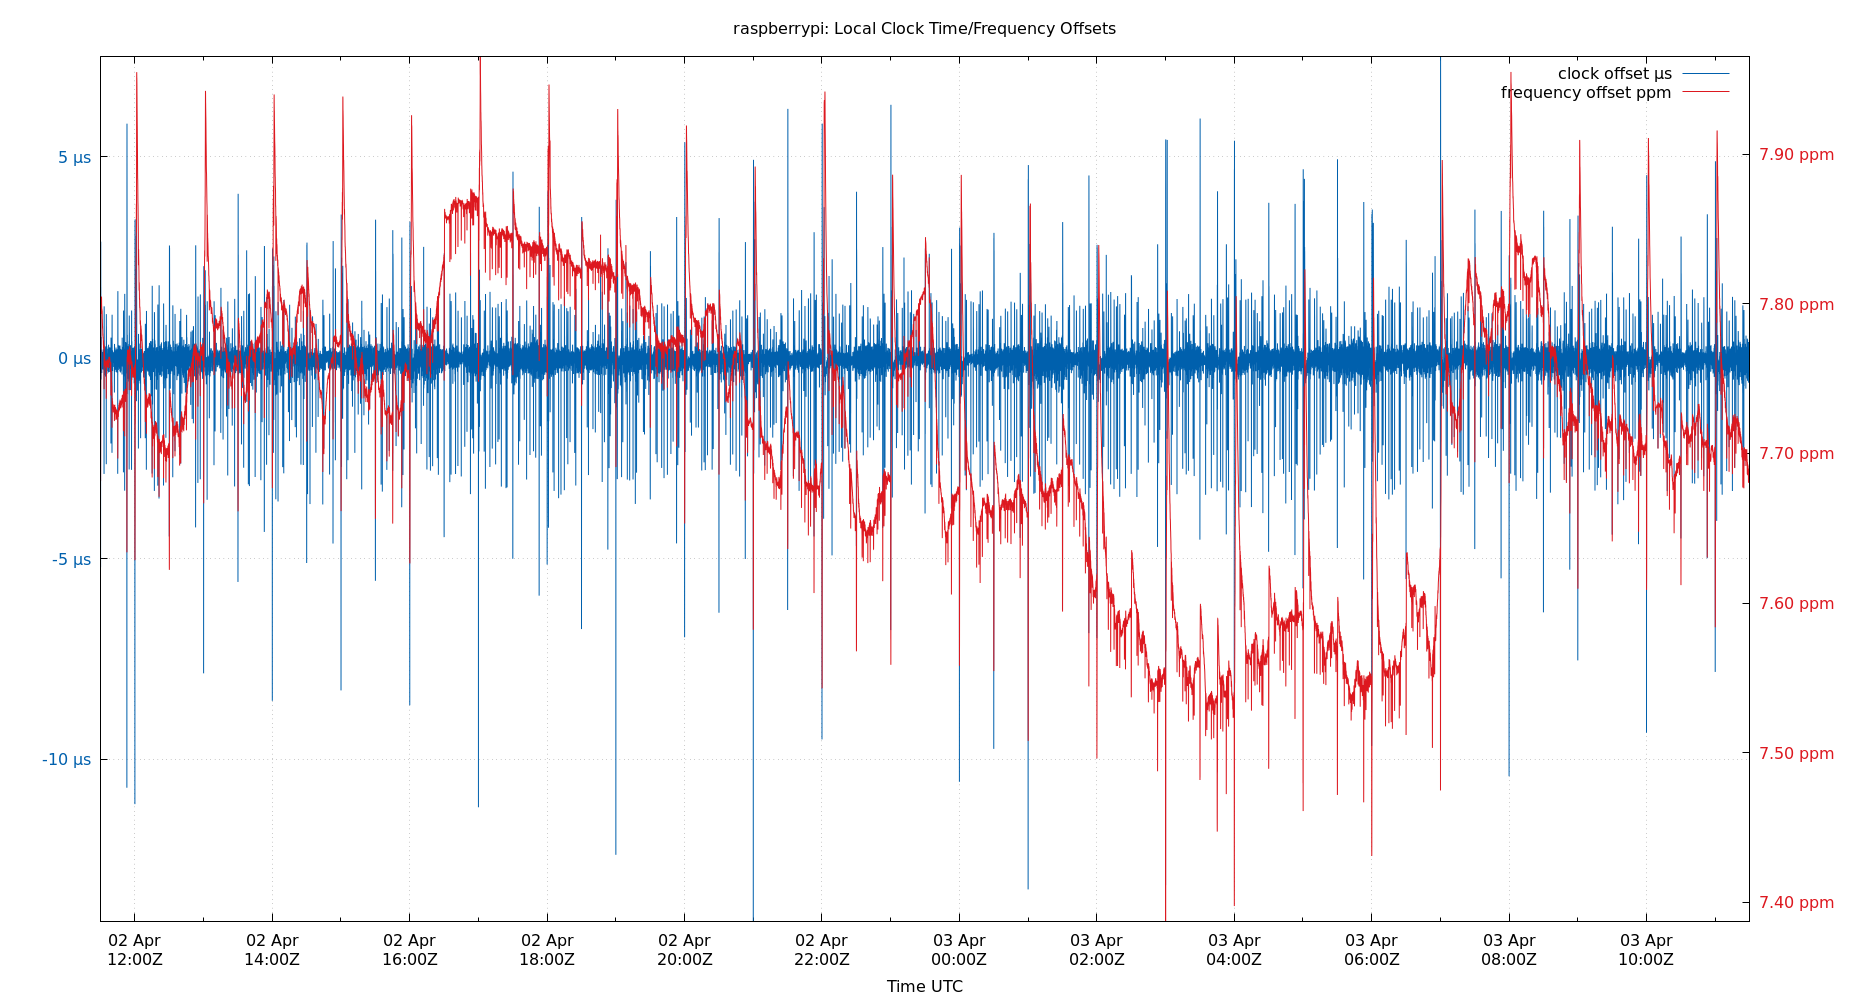 raspberrypi: Local Clock Time/Frequency Offsets
clock offset µs
frequency offset ppm
5 µs
0 µs
-5 µs
-10 µs
7.90 ppm
7.80 ppm
7.70 ppm
7.60 ppm
7.50 ppm
7.40 ppm
02 Apr 02 Apr 02 Apr 02 Apr 02 Apr 02 Apr 03 Apr 03 Apr 03 Apr 03 Apr 03 Apr 03 Apr
12:00Z 14:00Z 16:00Z 18:00Z 20:00Z 22:00Z 00:00Z 02:00Z 04:00Z 06:00Z 08:00Z 10:00Z
Time UTC